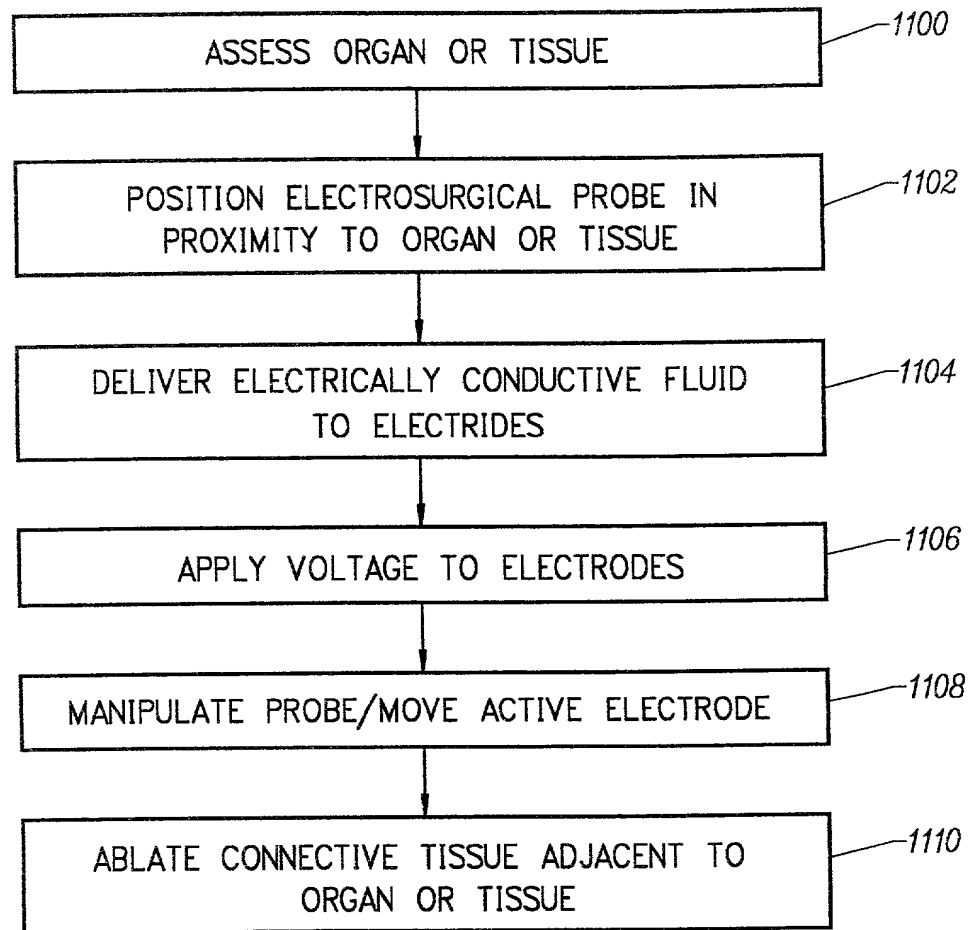 ASSESS ORGAN OR TISSUE
1100
POSITION ELECTROSURGICAL PROBE IN
PROXIMITY TO ORGAN OR TISSUE
1102
DELIVER ELECTRICALLY CONDUCTIVE FLUID
TO ELECTRIDES
1104
APPLY VOLTAGE TO ELECTRODES
1106
MANIPULATE PROBE/MOVE ACTIVE ELECTRODE
1108
ABLATE CONNECTIVE TISSUE ADJACENT TO
ORGAN OR TISSUE
1110